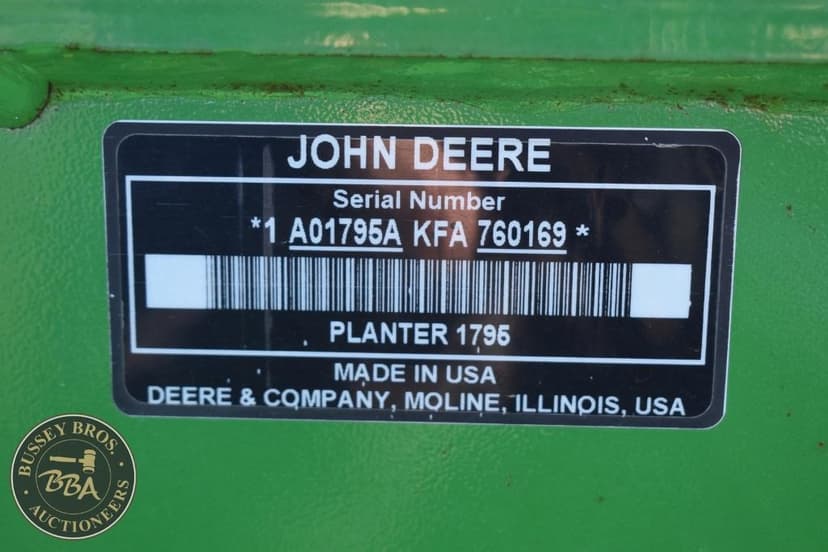 JOHN DEERE
Serial Number
*1 A01795A KFA 760169 *
PLANTER 1795
MADE IN USA
DEERE & COMPANY, MOLINE, ILLINOIS, USA
BUSSEY BROS.
BBA
AUCTIONEERS